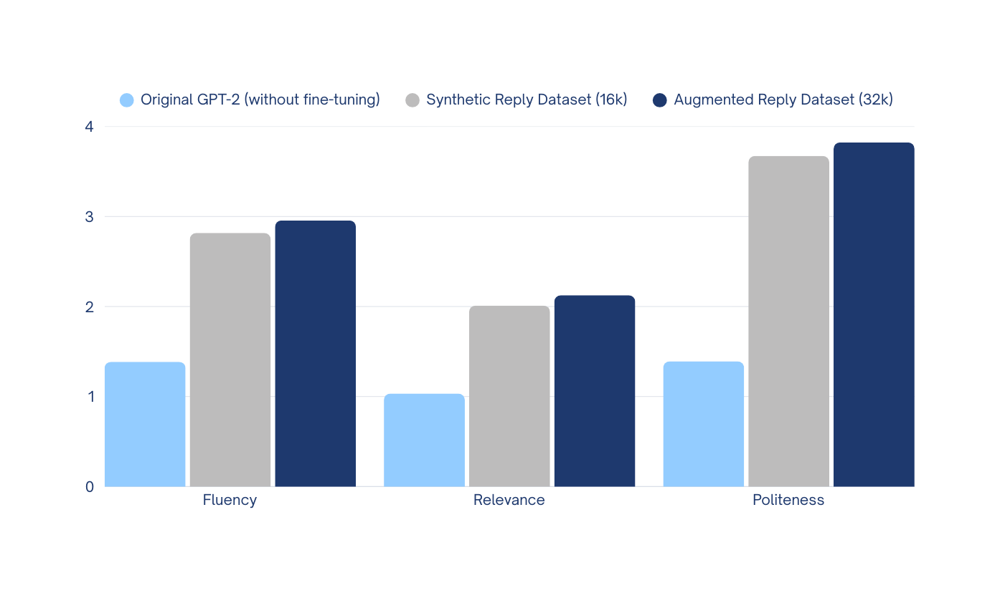 Original GPT-2 (without fine-tuning) Synthetic Reply Dataset (16k) Augmented Reply Dataset (32k)
4
3
2
1
0
Fluency Relevance Politeness